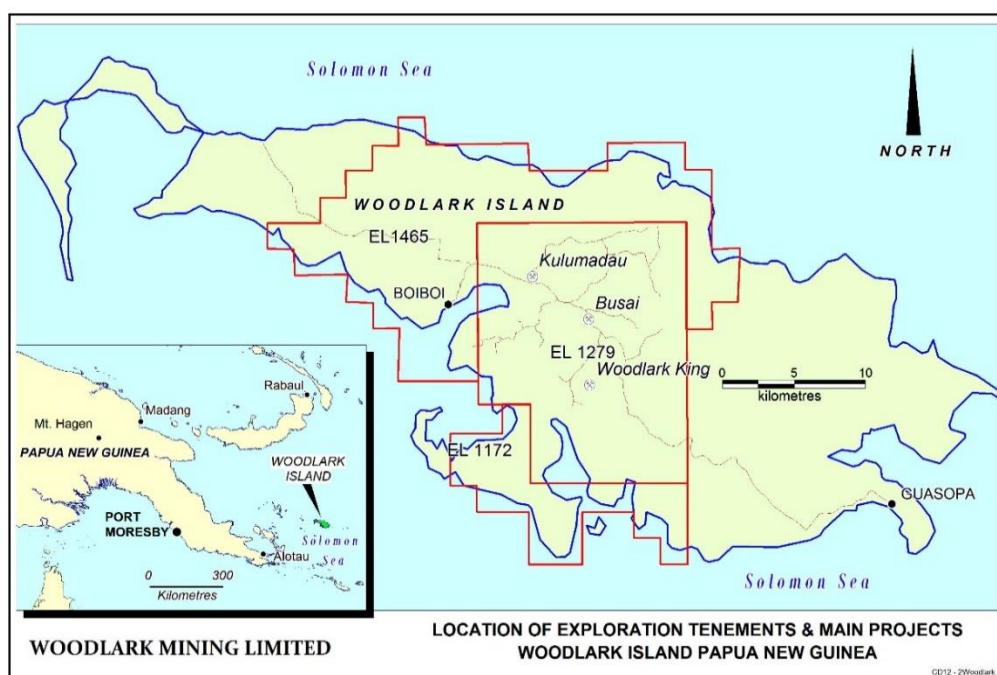 Solomon Sea
NORTH
WOODLARK ISLAND
EL1465
Kulumadau
BOIBOI
Busai
EL 1279
Woodlark King
0 5 10
kilometres
EL 1172
GUASOPA
Solomon Sea
Rabaul
Madang
Mt. Hagen
PAPUA NEW GUINEA
WOODLARK
ISLAND
PORT
MORESBY
Solomon
Sea
Alotau
0 300
Kilometres
WOODLARK MINING LIMITED
LOCATION OF EXPLORATION TENEMENTS & MAIN PROJECTS
WOODLARK ISLAND PAPUA NEW GUINEA
CD12 - 2Woodlark